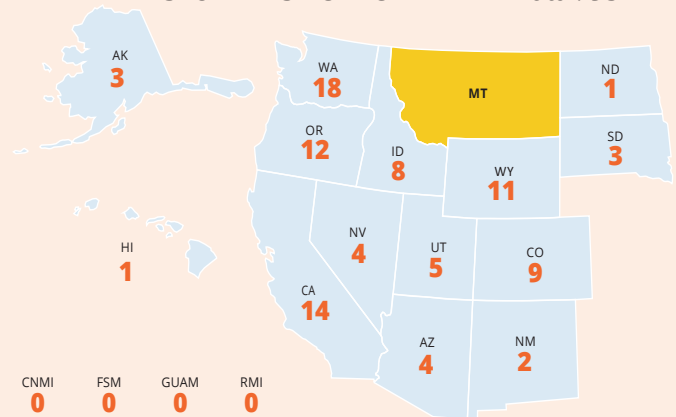 AK
3
WA
18
MT
ND
1
OR
12
ID
8
SD
3
WY
11
HI
1
NV
4
UT
5
CO
9
CA
14
AZ
4
NM
2
CNMI
0
FSM
0
GUAM
0
RMI
0